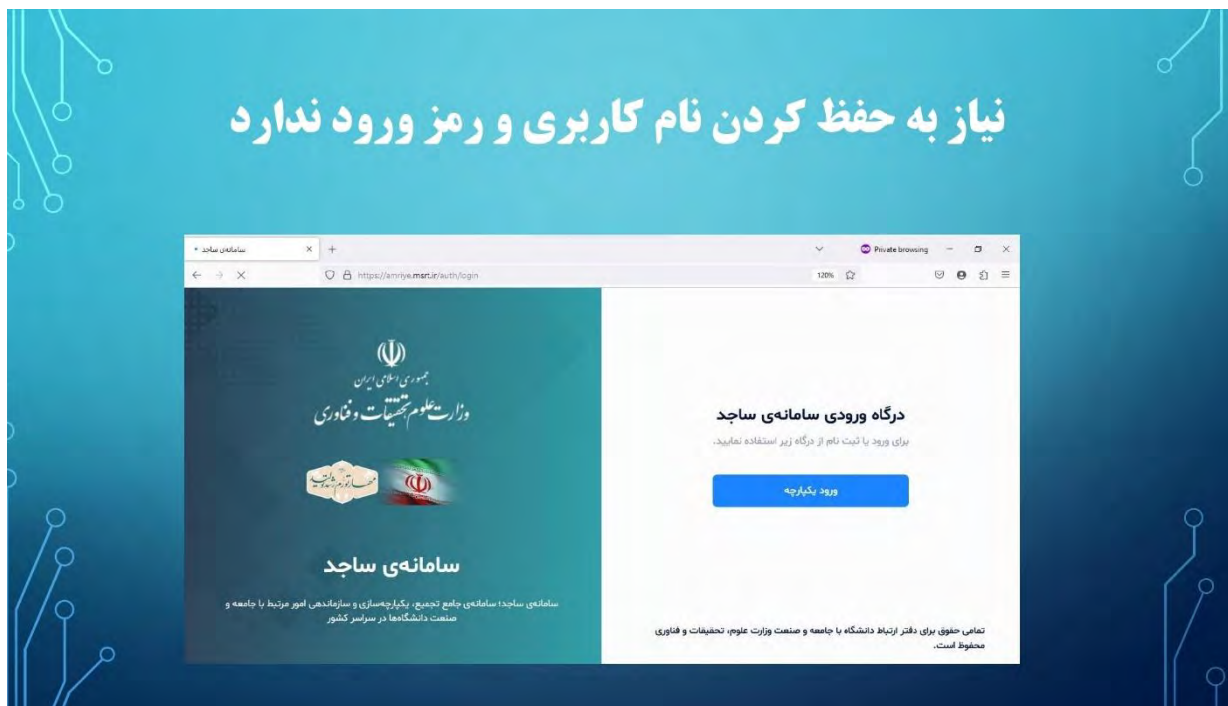 نیاز به حفظ کردن نام کاربری و رمز ورود ندارد
سامانه‌ی ساجد
Private browsing
https://amriye.msrt.ir/auth/login
120%
جمهوری اسلامی ایران
وزارت علوم تحقیقات و فناوری
سامانه‌ی ساجد
سامانه‌ی ساجد؛ سامانه‌ی جامع تجمیع، یکپارچه‌سازی و سازماندهی امور مرتبط با جامعه و
صنعت دانشگاه‌ها در سراسر کشور
درگاه ورودی سامانه‌ی ساجد
برای ورود یا ثبت نام از درگاه زیر استفاده نمایید.
ورود یکپارچه
تمامی حقوق برای دفتر ارتباط دانشگاه با جامعه و صنعت وزارت علوم، تحقیقات و فناوری
محفوظ است.